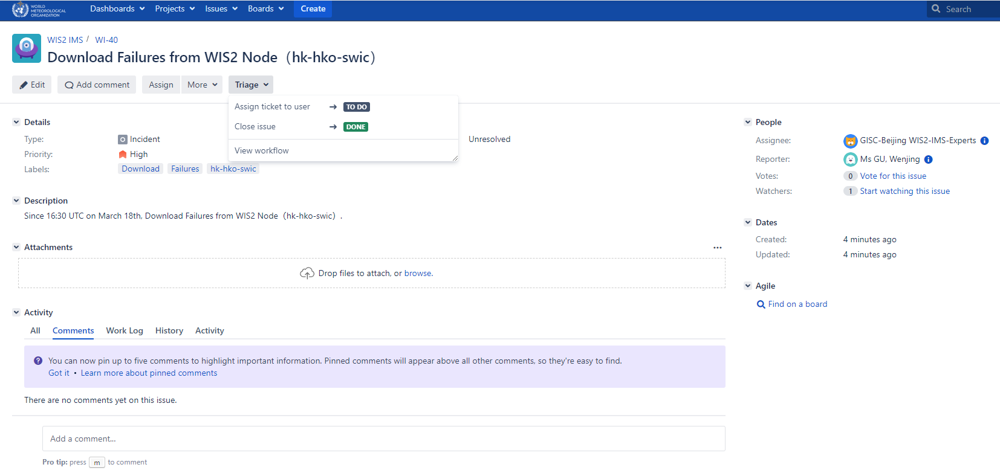 WORLD
METEOROLOGICAL
ORGANIZATION
Dashboards Projects Issues Boards Create Search
WIS2 IMS / WI-40
Download Failures from WIS2 Node（hk-hko-swic）
Edit Add comment Assign More Triage
Assign ticket to user → TO DO
Close issue → DONE
View workflow
Details
Type: Incident Unresolved
Priority: High
Labels: Download Failures hk-hko-swic
Description
Since 16:30 UTC on March 18th, Download Failures from WIS2 Node（hk-hko-swic）.
Attachments
Drop files to attach, or browse.
Activity
All Comments Work Log History Activity
You can now pin up to five comments to highlight important information. Pinned comments will appear above all other comments, so they're easy to find.
Got it • Learn more about pinned comments
There are no comments yet on this issue.
Add a comment...
Pro tip: press m to comment
People
Assignee: GISC-Beijing WIS2-IMS-Experts
Reporter: Ms GU, Wenjing
Votes: 0 Vote for this issue
Watchers: 1 Start watching this issue
Dates
Created: 4 minutes ago
Updated: 4 minutes ago
Agile
Find on a board